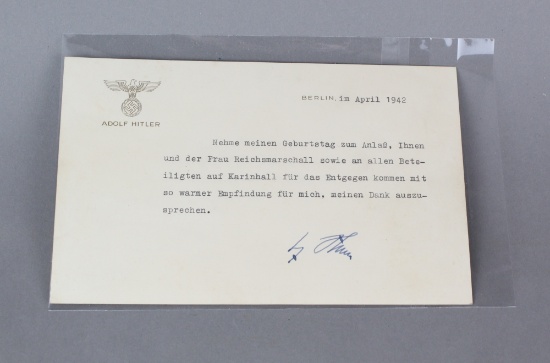 BERLIN, im April 1942
ADOLF HITLER
Nehme meinen Geburtstag zum Anlaß, Ihnen
und der Frau Reichsmarschall sowie an allen Betei-
iligten auf Karinhall für das Entgegen kommen mit
so warmer Empfindung für mich, meinen Dank auszu-
sprechen.